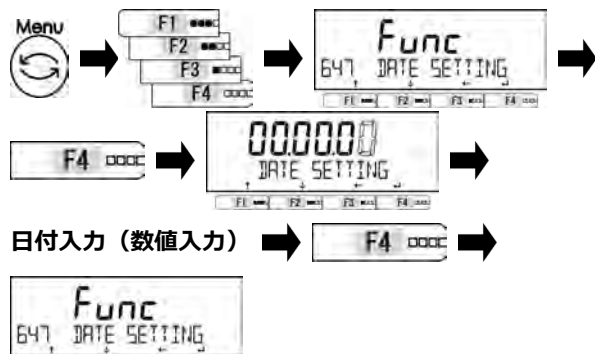 Menu
F1
F2
F3
F4
Func
647 DATE SETTING
F1 F2 F3 F4
F4
00.00.00
DATE SETTING
F1 F2 F3 F4
日付入力（数値入力）
F4
Func
647 DATE SETTING